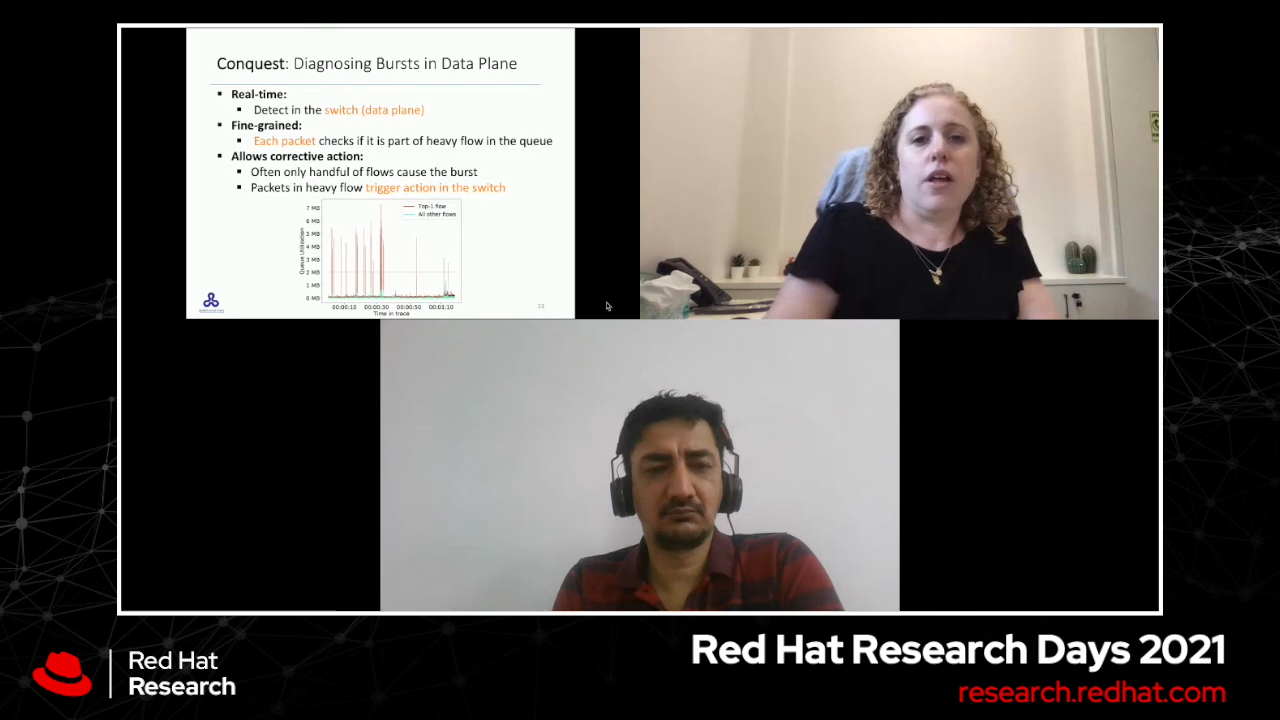 Conquest: Diagnosing Bursts in Data Plane
Real-time:
Detect in the switch (data plane)
Fine-grained:
Each packet checks if it is part of heavy flow in the queue
Allows corrective action:
Often only handful of flows cause the burst
Packets in heavy flow trigger action in the switch
Top-1 flow
All other flows
7 MB
6 MB
5 MB
4 MB
3 MB
2 MB
1 MB
0 MB
Queue Utilization
00:00:10 00:00:30 00:00:50 00:01:10
Time in trace
23
Red Hat
Research
Red Hat Research Days 2021
research.redhat.com